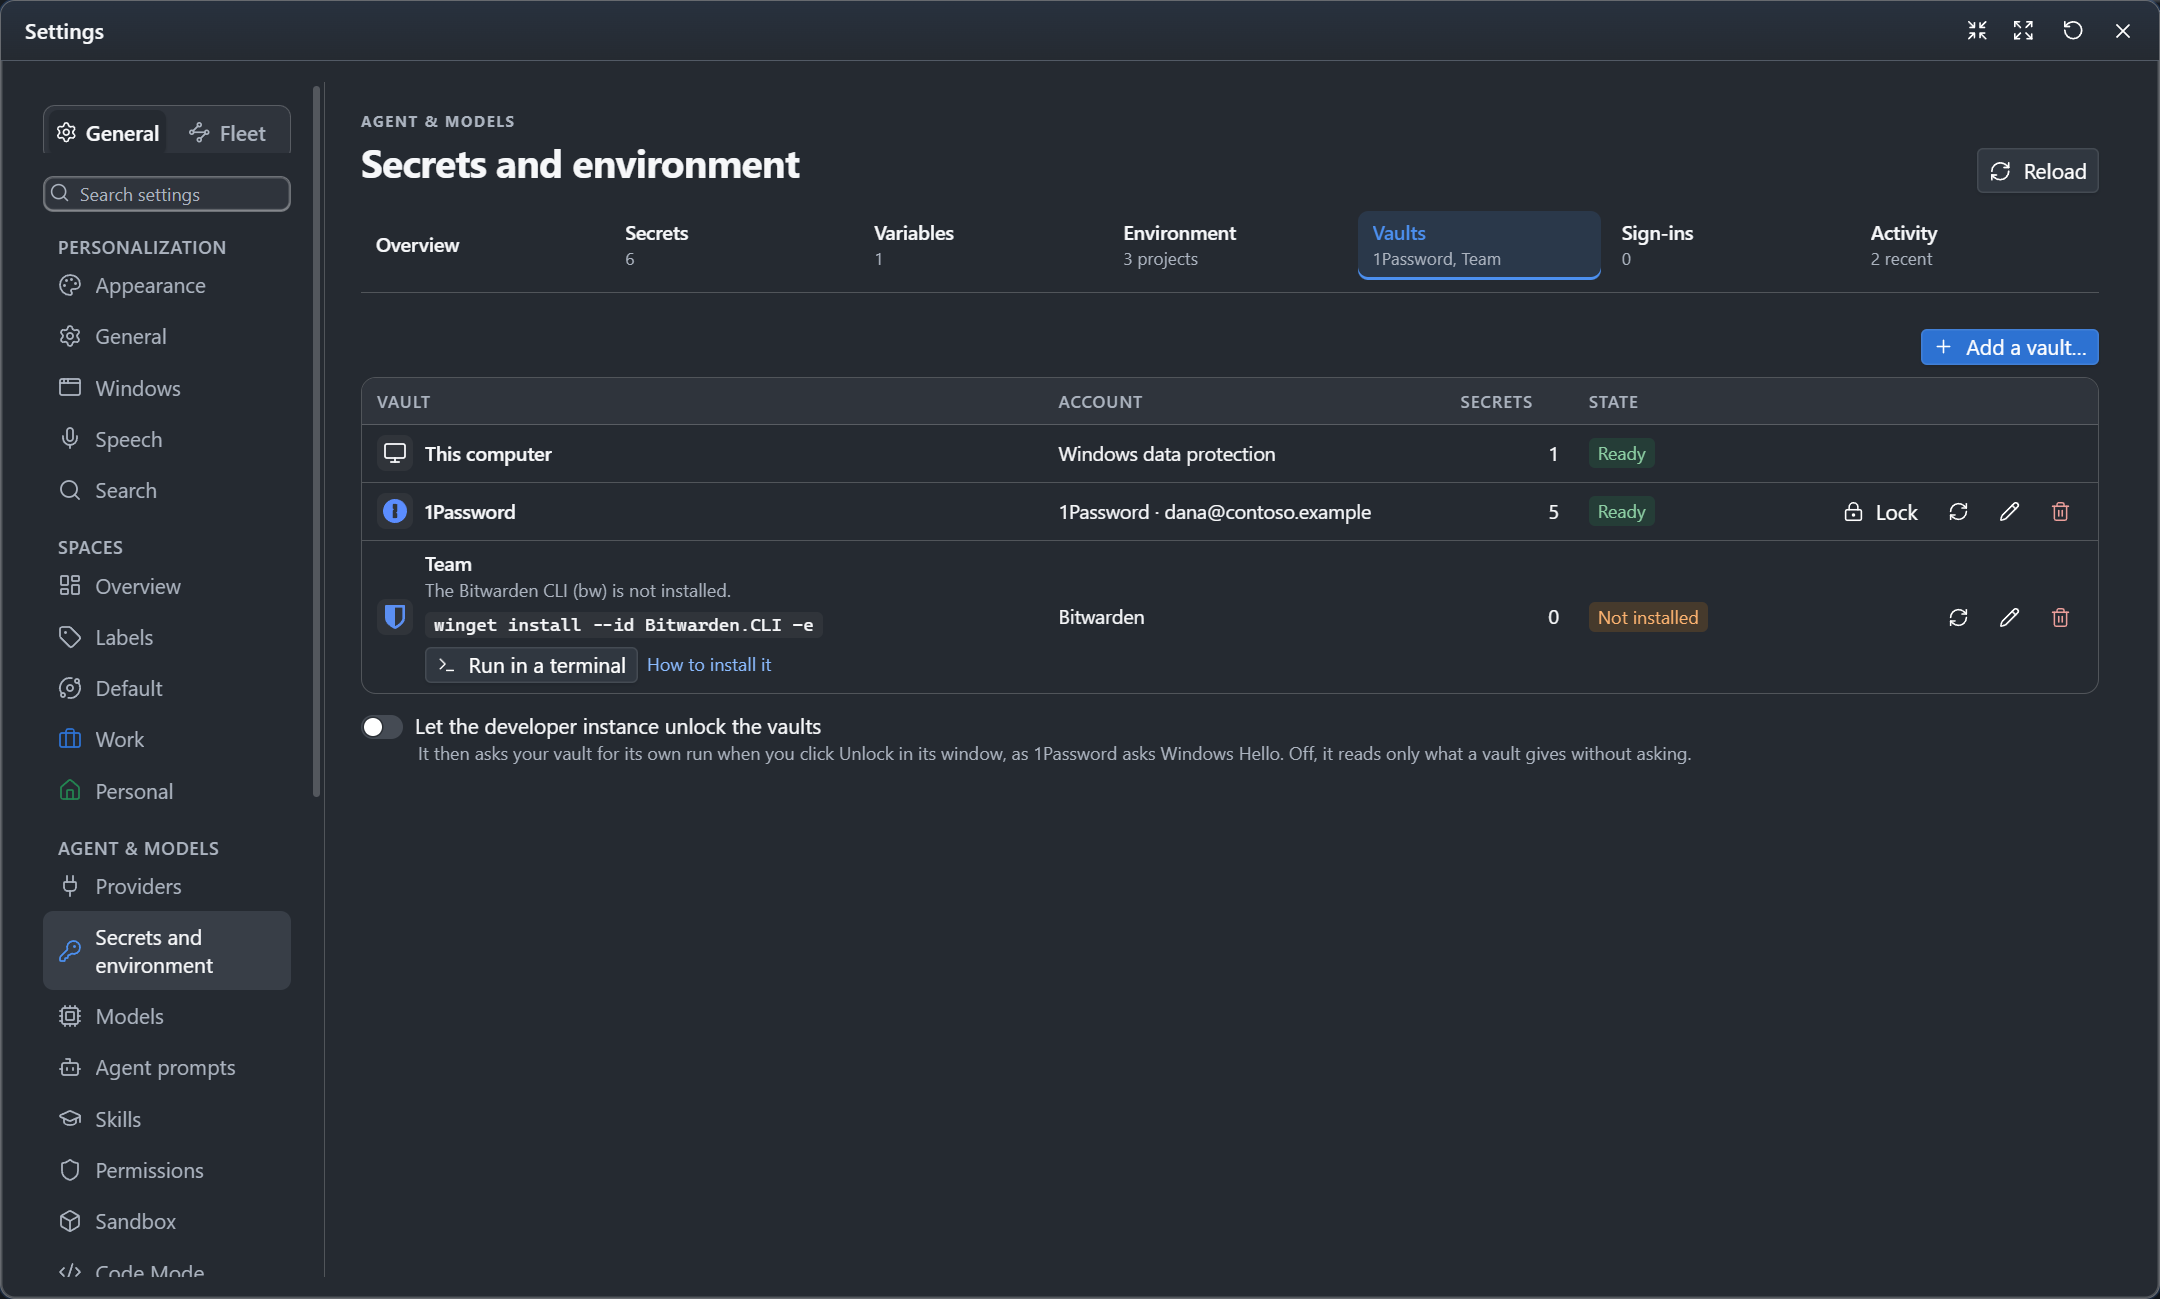 Settings
General
Fleet
Search settings
PERSONALIZATION
Appearance
General
Windows
Speech
Search
SPACES
Overview
Labels
Default
Work
Personal
AGENT & MODELS
Providers
Secrets and
environment
Models
Agent prompts
Skills
Permissions
Sandbox
Code Mode
AGENT & MODELS
Secrets and environment
Reload
Overview
Secrets
6
Variables
1
Environment
3 projects
Vaults
1Password, Team
Sign-ins
0
Activity
2 recent
Add a vault...
VAULT ACCOUNT SECRETS STATE
This computer Windows data protection 1 Ready
1Password 1Password · dana@contoso.example 5 Ready Lock
Team
The Bitwarden CLI (bw) is not installed.
winget install --id Bitwarden.CLI -e
Run in a terminal How to install it
Bitwarden 0 Not installed
Let the developer instance unlock the vaults
It then asks your vault for its own run when you click Unlock in its window, as 1Password asks Windows Hello. Off, it reads only what a vault gives without asking.